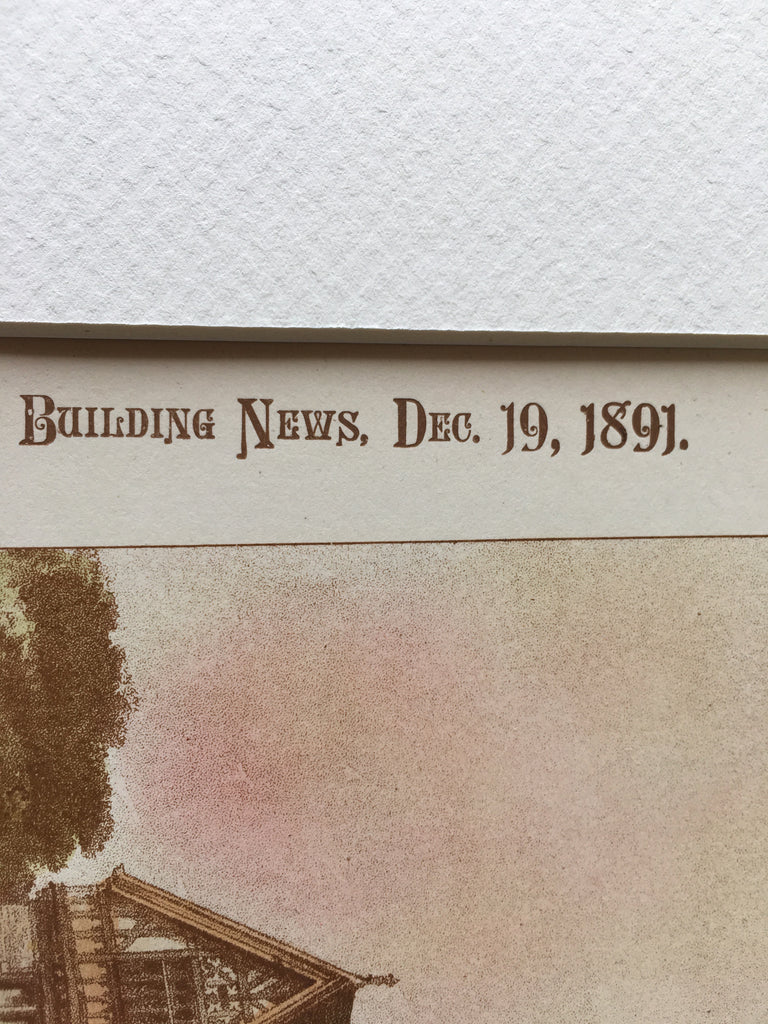 Building News, Dec. 19, 1891.